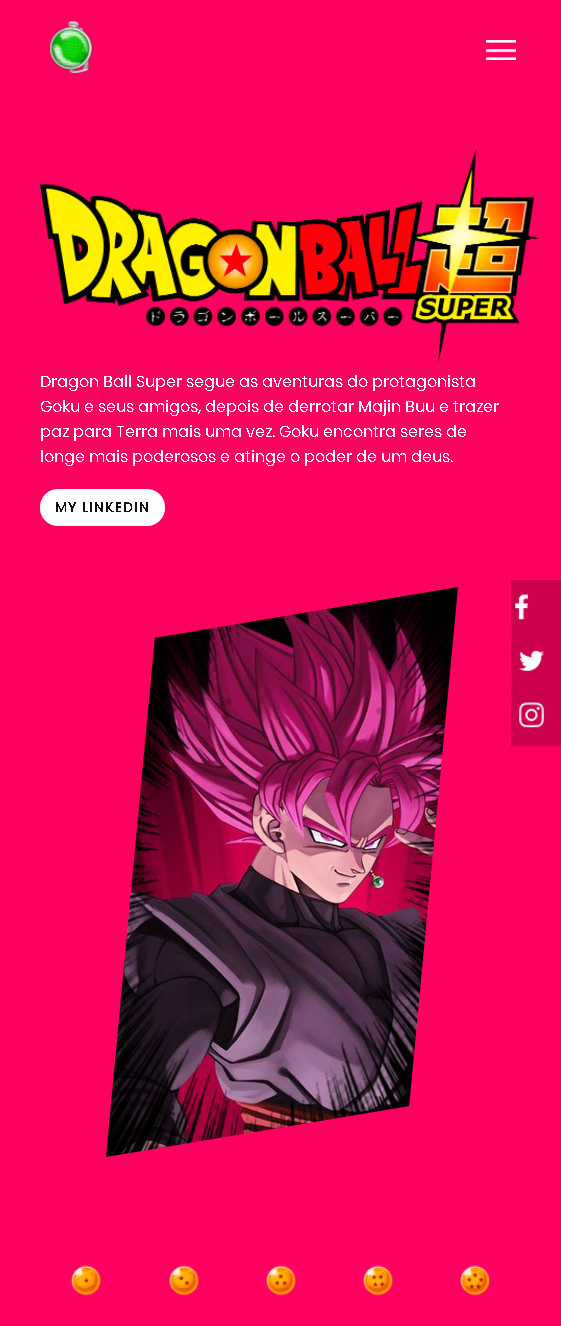 DRAGON BALL 超
SUPER
ドラゴンボールスーパー
Dragon Ball Super segue as aventuras do protagonista
Goku e seus amigos, depois de derrotar Majin Buu e trazer
paz para Terra mais uma vez. Goku encontra seres de
longe mais poderosos e atinge o poder de um deus.
MY LINKEDIN